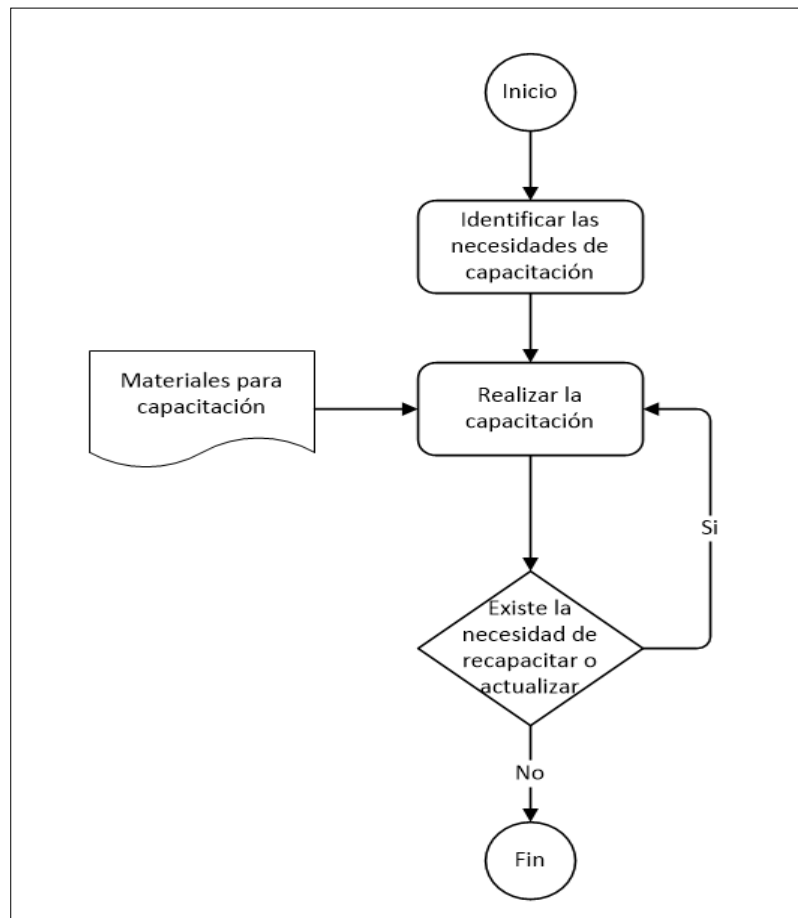 Inicio
Identificar las
necesidades de
capacitación
Materiales para
capacitación
Realizar la
capacitación
Si
Existe la
necesidad de
recapacitar o
actualizar
No
Fin